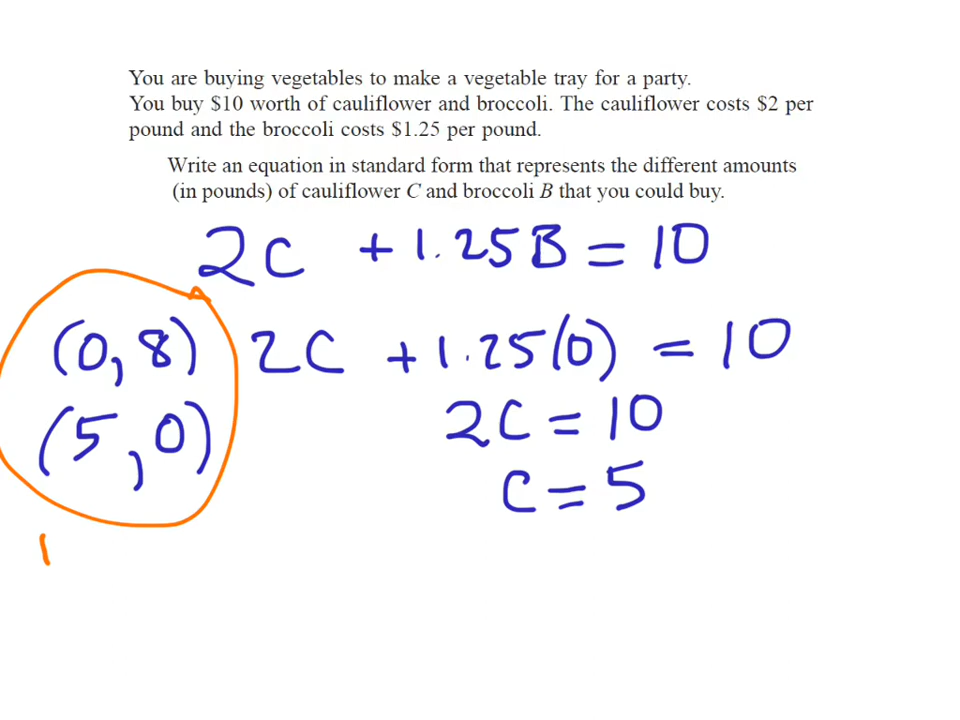 You are buying vegetables to make a vegetable tray for a party.
You buy $10 worth of cauliflower and broccoli. The cauliflower costs $2 per
pound and the broccoli costs $1.25 per pound.
Write an equation in standard form that represents the different amounts
(in pounds) of cauliflower C and broccoli B that you could buy.
2C + 1.25B = 10
(0, 8) 2C + 1.25(0) = 10
(5, 0) 2C = 10
C = 5